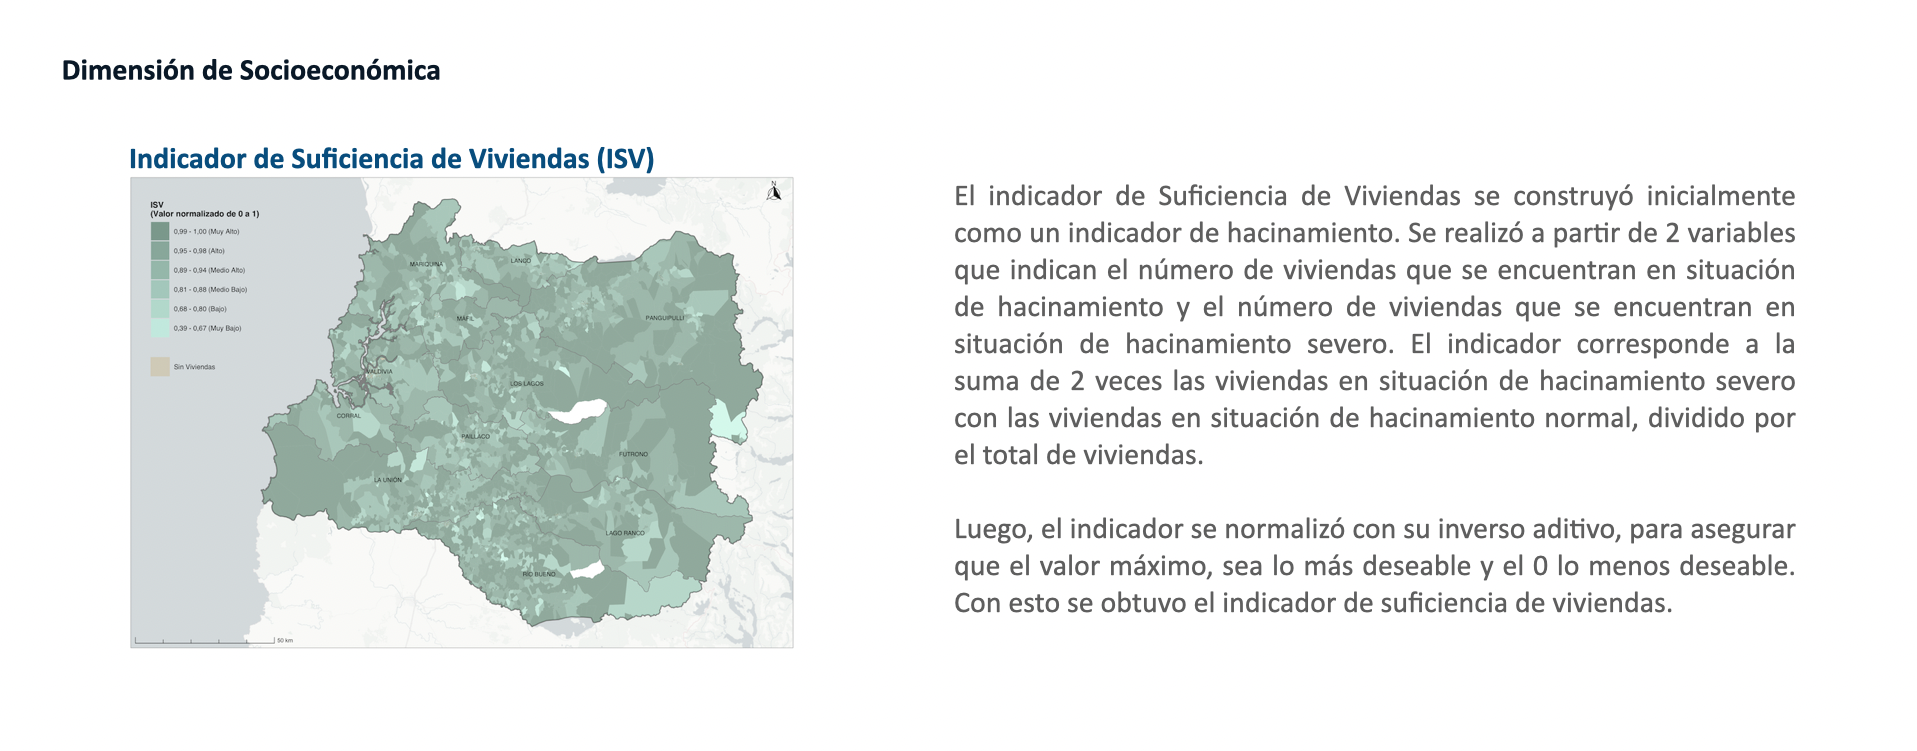 Dimensión de Socioeconómica
Indicador de Suficiencia de Viviendas (ISV)
N
ISV
(Valor normalizado de 0 a 1)
0,99 - 1,00 (Muy Alto)
0,95 - 0,98 (Alto)
0,89 - 0,94 (Medio Alto)
0,81 - 0,88 (Medio Bajo)
0,68 - 0,80 (Bajo)
0,39 - 0,67 (Muy Bajo)
Sin Viviendas
MARIQUINA
LANCO
MÁFIL
PANGUIPULLI
VALDIVIA
LOS LAGOS
CORRAL
PAILLACO
FUTRONO
LA UNIÓN
LAGO RANCO
RÍO BUENO
50 km
El indicador de Suficiencia de Viviendas se construyó inicialmente
como un indicador de hacinamiento. Se realizó a partir de 2 variables
que indican el número de viviendas que se encuentran en situación
de hacinamiento y el número de viviendas que se encuentran en
situación de hacinamiento severo. El indicador corresponde a la
suma de 2 veces las viviendas en situación de hacinamiento severo
con las viviendas en situación de hacinamiento normal, dividido por
el total de viviendas.
Luego, el indicador se normalizó con su inverso aditivo, para asegurar
que el valor máximo, sea lo más deseable y el 0 lo menos deseable.
Con esto se obtuvo el indicador de suficiencia de viviendas.